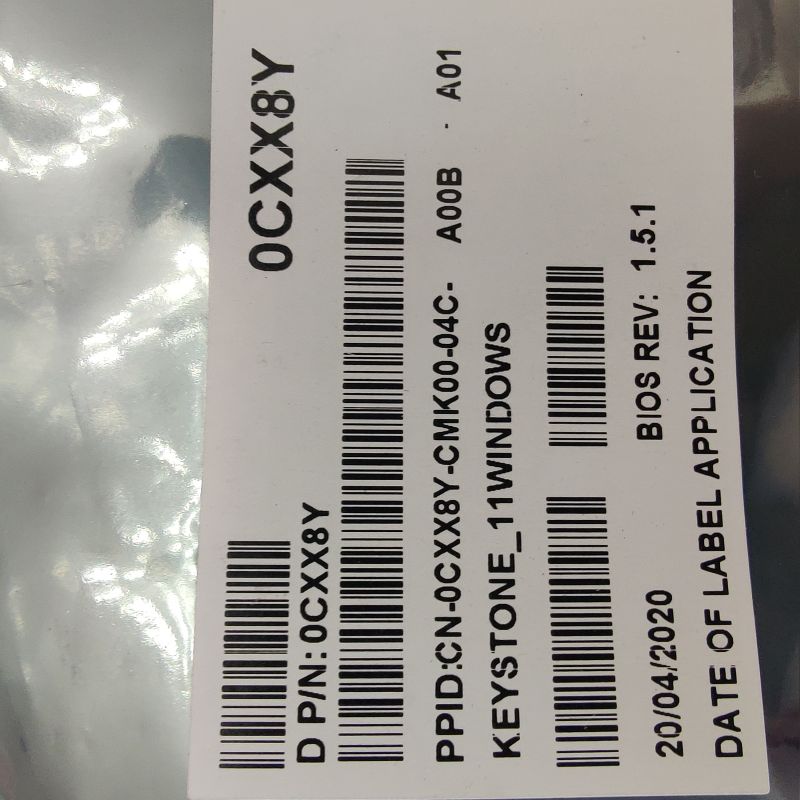 0CXX8Y
D P/N: 0CXX8Y
PPID:CN-0CXX8Y-CMK00-04C- A00B - A01
KEYSTONE_11WINDOWS
20/04/2020 BIOS REV: 1.5.1
DATE OF LABEL APPLICATION